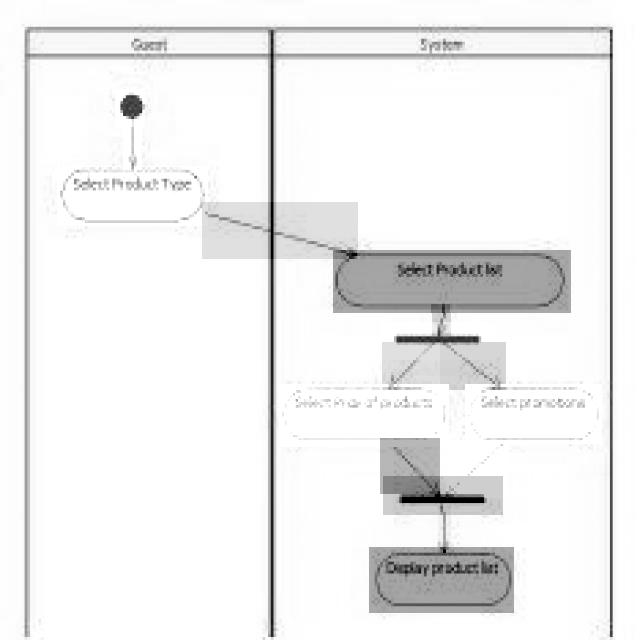 Guest
System
Select Product Type
Select Product list
Select Price of products
Select promotions
Display product list